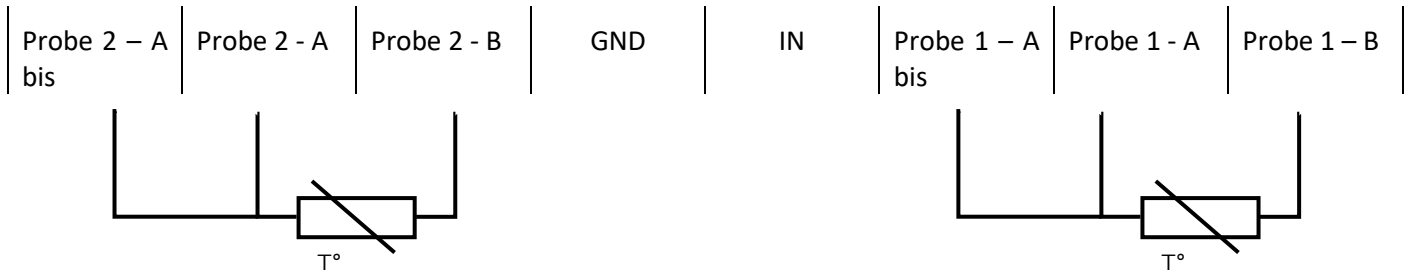 Probe 2 – A Probe 2 - A Probe 2 - B GND IN Probe 1 – A Probe 1 - A Probe 1 – B
bis bis
T° T°